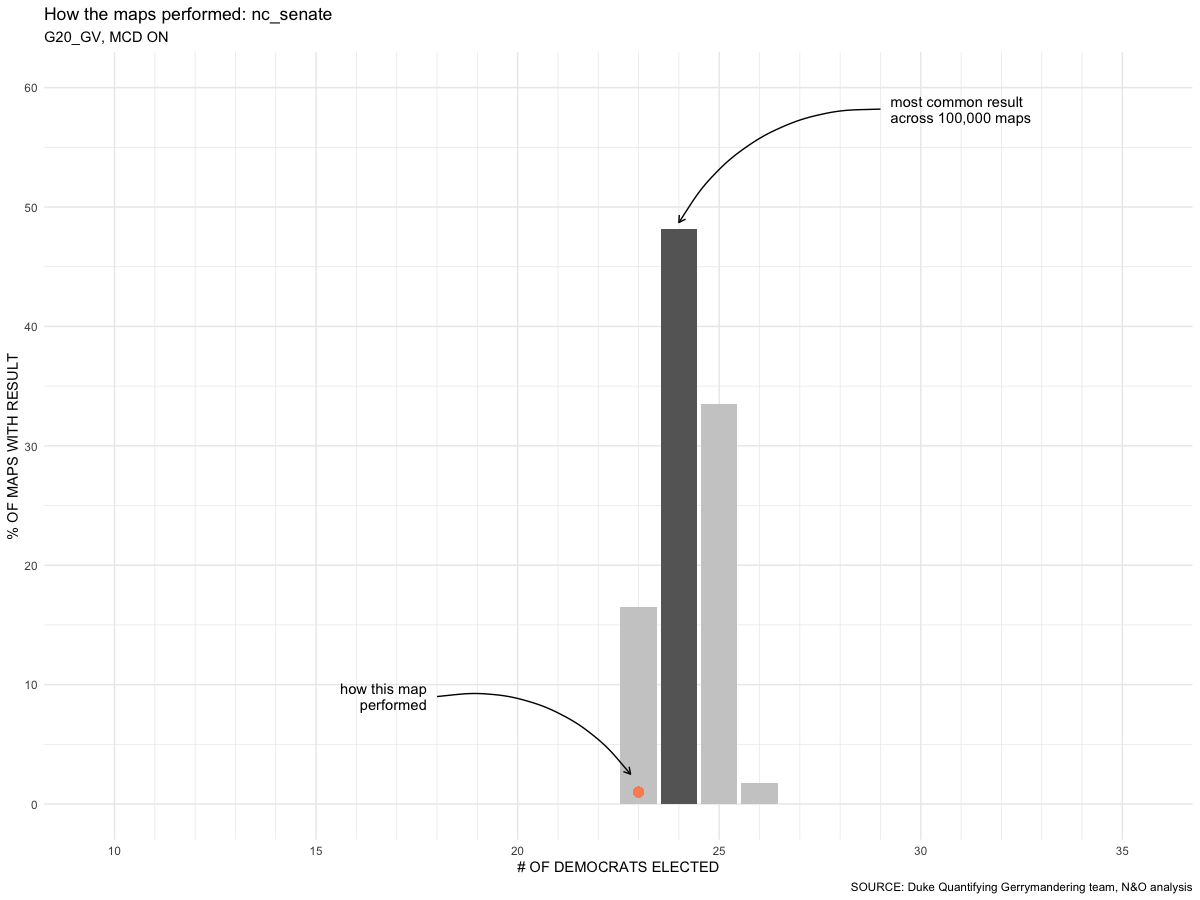 How the maps performed: nc_senate
G20_GV, MCD ON
60
50
40
30
20
10
0
% OF MAPS WITH RESULT
most common result
across 100,000 maps
how this map
performed
10
15
20
25
30
35
# OF DEMOCRATS ELECTED
SOURCE: Duke Quantifying Gerrymandering team, N&O analysis